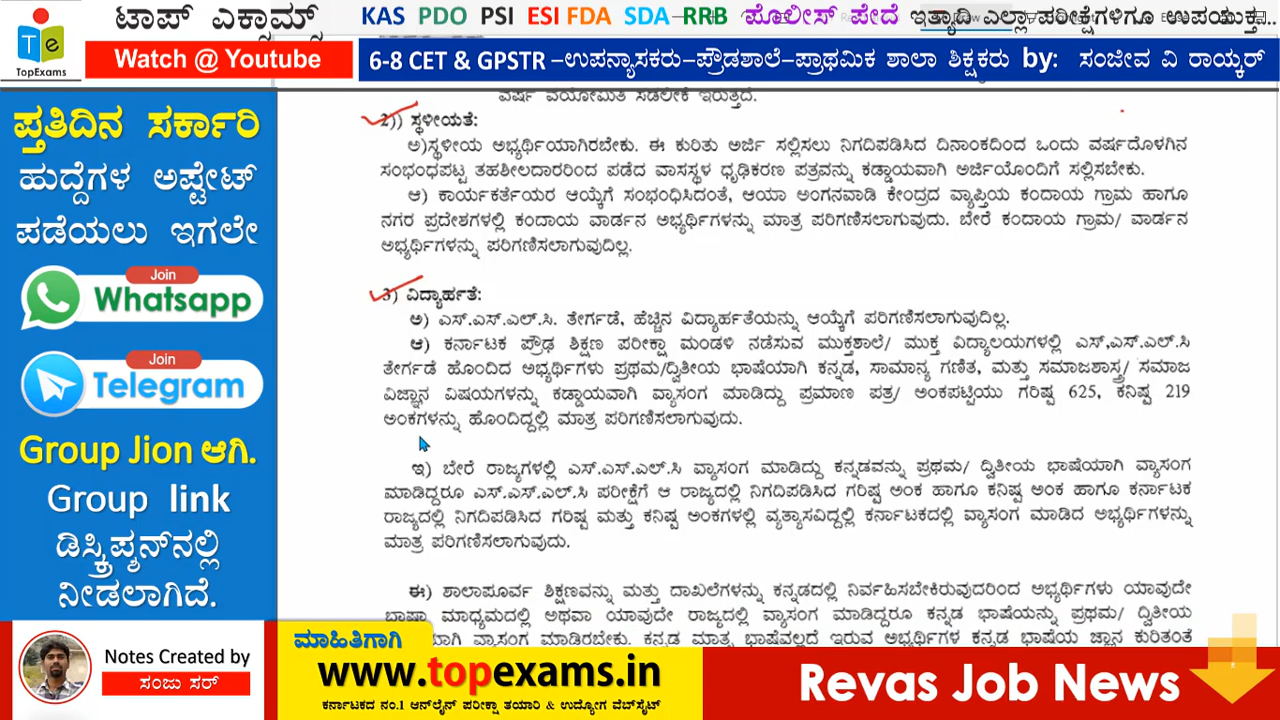 ಟಾಪ್ ಎಕ್ಸಾಮ್ಸ್ KAS PDO PSI ESI FDA SDA – RRB ಪೊಲೀಸ್ ಪೇದೆ ಇತ್ಯಾದಿ ಎಲ್ಲಾ ಪರೀಕ್ಷೆಗಳಿಗೂ ಉಪಯುಕ್ತ...
Te
TopExams
Watch @ Youtube
6-8 CET & GPSTR –ಉಪನ್ಯಾಸಕರು–ಪ್ರೌಡಶಾಲೆ–ಪ್ರಾಥಮಿಕ ಶಾಲಾ ಶಿಕ್ಷಕರು by: ಸಂಜೀವ ವಿ ರಾಯ್ಕರ್
ಪ್ರತಿದಿನ ಸರ್ಕಾರಿ
ಹುದ್ದೆಗಳ ಅಪ್ಡೇಟ್
ಪಡೆಯಲು ಇಗಲೇ
Join
Whatsapp
Join
Telegram
Group Jion ಆಗಿ.
Group link
ಡಿಸ್ಕ್ರಿಪ್ಶನ್‌ನಲ್ಲಿ
ನೀಡಲಾಗಿದೆ.
ವರ್ಷ ವಯೋಮಿತಿ ಸಡಲಿಕೆ ಇರುತ್ತದೆ.
2)) ಸ್ಥಳೀಯತೆ:
ಅ)ಸ್ಥಳೀಯ ಅಭ್ಯರ್ಥಿಯಾಗಿರಬೇಕು. ಈ ಕುರಿತು ಅರ್ಜಿ ಸಲ್ಲಿಸಲು ನಿಗದಿಪಡಿಸಿದ ದಿನಾಂಕದಿಂದ ಒಂದು ವರ್ಷದೊಳಗಿನ
ಸಂಭಂಧಪಟ್ಟ ತಹಶೀಲದಾರರಿಂದ ಪಡೆದ ವಾಸಸ್ಥಳ ಧೃಢಿಕರಣ ಪತ್ರವನ್ನು ಕಡ್ಡಾಯವಾಗಿ ಅರ್ಜಿಯೊಂದಿಗೆ ಸಲ್ಲಿಸಬೇಕು.
ಆ) ಕಾರ್ಯಕರ್ತೆಯರ ಆಯ್ಕೆಗೆ ಸಂಭಂಧಿಸಿದಂತೆ, ಆಯಾ ಅಂಗನವಾಡಿ ಕೇಂದ್ರದ ವ್ಯಾಪ್ತಿಯ ಕಂದಾಯ ಗ್ರಾಮ ಹಾಗೂ
ನಗರ ಪ್ರದೇಶಗಳಲ್ಲಿ ಕಂದಾಯ ವಾರ್ಡನ ಅಭ್ಯರ್ಥಿಗಳನ್ನು ಮಾತ್ರ ಪರಿಗಣಿಸಲಾಗುವುದು. ಬೇರೆ ಕಂದಾಯ ಗ್ರಾಮ/ ವಾರ್ಡನ
ಅಭ್ಯರ್ಥಿಗಳನ್ನು ಪರಿಗಣಿಸಲಾಗುವುದಿಲ್ಲ.
3) ವಿದ್ಯಾರ್ಹತೆ:
ಅ) ಎಸ್.ಎಸ್.ಎಲ್.ಸಿ. ತೇರ್ಗಡೆ, ಹೆಚ್ಚಿನ ವಿದ್ಯಾರ್ಹತೆಯನ್ನು ಆಯ್ಕೆಗೆ ಪರಿಗಣಿಸಲಾಗುವುದಿಲ್ಲ.
ಆ) ಕರ್ನಾಟಕ ಪ್ರೌಢ ಶಿಕ್ಷಣ ಪರೀಕ್ಷಾ ಮಂಡಳಿ ನಡೆಸುವ ಮುಕ್ತಶಾಲೆ/ ಮುಕ್ತ ವಿದ್ಯಾಲಯಗಳಲ್ಲಿ ಎಸ್.ಎಸ್.ಎಲ್.ಸಿ
ತೇರ್ಗಡೆ ಹೊಂದಿದ ಅಭ್ಯರ್ಥಿಗಳು ಪ್ರಥಮ/ದ್ವಿತೀಯ ಭಾಷೆಯಾಗಿ ಕನ್ನಡ, ಸಾಮಾನ್ಯ ಗಣಿತ, ಮತ್ತು ಸಮಾಜಶಾಸ್ತ್ರ/ ಸಮಾಜ
ವಿಜ್ಞಾನ ವಿಷಯಗಳನ್ನು ಕಡ್ಡಾಯವಾಗಿ ವ್ಯಾಸಂಗ ಮಾಡಿದ್ದು ಪ್ರಮಾಣ ಪತ್ರ/ ಅಂಕಪಟ್ಟಿಯು ಗರಿಷ್ಟ 625, ಕನಿಷ್ಟ 219
ಅಂಕಗಳನ್ನು ಹೊಂದಿದ್ದಲ್ಲಿ ಮಾತ್ರ ಪರಿಗಣಿಸಲಾಗುವುದು.
ಇ) ಬೇರೆ ರಾಜ್ಯಗಳಲ್ಲಿ ಎಸ್.ಎಸ್.ಎಲ್.ಸಿ ವ್ಯಾಸಂಗ ಮಾಡಿದ್ದು ಕನ್ನಡವನ್ನು ಪ್ರಥಮ/ ದ್ವಿತೀಯ ಭಾಷೆಯಾಗಿ ವ್ಯಾಸಂಗ
ಮಾಡಿದ್ದರೂ ಎಸ್.ಎಸ್.ಎಲ್.ಸಿ ಪರೀಕ್ಷೆಗೆ ಆ ರಾಜ್ಯದಲ್ಲಿ ನಿಗದಿಪಡಿಸಿದ ಗರಿಷ್ಟ ಅಂಕ ಹಾಗೂ ಕನಿಷ್ಟ ಅಂಕ ಹಾಗೂ ಕರ್ನಾಟಕ
ರಾಜ್ಯದಲ್ಲಿ ನಿಗದಿಪಡಿಸಿದ ಗರಿಷ್ಟ ಮತ್ತು ಕನಿಷ್ಟ ಅಂಕಗಳಲ್ಲಿ ವ್ಯತ್ಯಾಸವಿದ್ದಲ್ಲಿ ಕರ್ನಾಟಕದಲ್ಲಿ ವ್ಯಾಸಂಗ ಮಾಡಿದ ಅಭ್ಯರ್ಥಿಗಳನ್ನು
ಮಾತ್ರ ಪರಿಗಣಿಸಲಾಗುವುದು.
ಈ) ಶಾಲಾಪೂರ್ವ ಶಿಕ್ಷಣವನ್ನು ಮತ್ತು ದಾಖಲೆಗಳನ್ನು ಕನ್ನಡದಲ್ಲಿ ನಿರ್ವಹಿಸಬೇಕಿರುವುದರಿಂದ ಅಭ್ಯರ್ಥಿಗಳು ಯಾವುದೇ
ಭಾಷಾ ಮಾಧ್ಯಮದಲ್ಲಿ ಅಥವಾ ಯಾವುದೇ ರಾಜ್ಯದಲ್ಲಿ ವ್ಯಾಸಂಗ ಮಾಡಿದ್ದರೂ ಕನ್ನಡ ಭಾಷೆಯನ್ನು ಪ್ರಥಮ/ ದ್ವಿತೀಯ
ವ್ಯಾಸಂಗ ಮಾಡಿರಬೇಕು. ಕನ್ನಡ ಮಾತೃ ಭಾಷೆವಲ್ಲದೆ ಇರುವ ಅಭ್ಯರ್ಥಿಗಳ ಕನ್ನಡ ಭಾಷೆಯ ಜ್ಞಾನ ಕುರಿತಂತೆ
Notes Created by
ಸಂಜು ಸರ್
ಮಾಹಿತಿಗಾಗಿ
www.topexams.in
ಕರ್ನಾಟಕದ ನಂ.1 ಆನ್‌ಲೈನ್ ಪರೀಕ್ಷಾ ತಯಾರಿ & ಉದ್ಯೋಗ ವೆಬ್‌ಸೈಟ್
Revas Job News